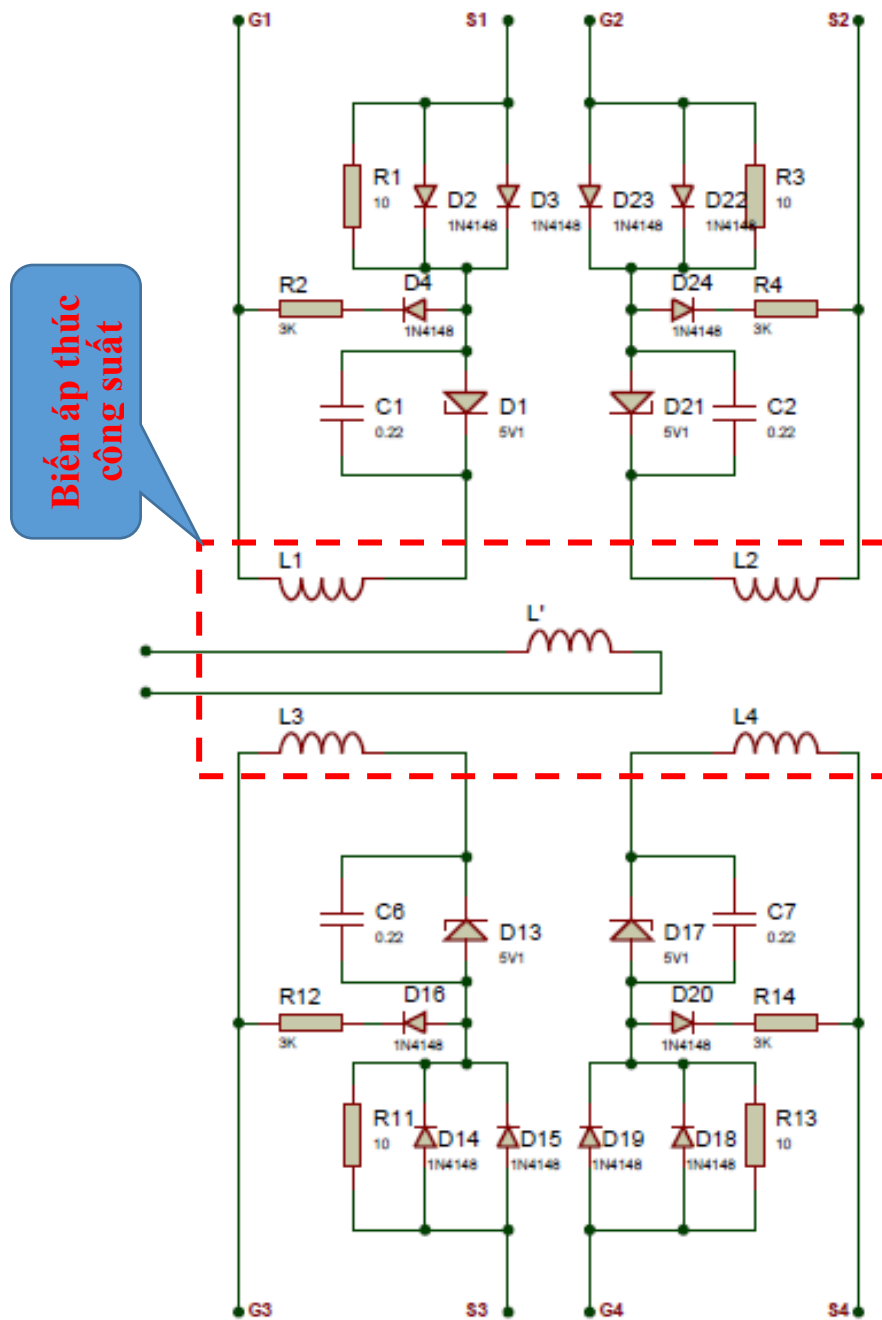 G1
S1
G2
S2
R1
10
D2
1N4148
D3
1N4148
D23
1N4148
D22
1N4148
R3
10
R2
3K
D4
1N4148
D24
1N4148
R4
3K
Biến áp thúc
công suất
C1
0.22
D1
5V1
D21
5V1
C2
0.22
L1
L2
L'
L3
L4
C6
0.22
D13
5V1
D17
5V1
C7
0.22
R12
3K
D16
1N4148
D20
1N4148
R14
3K
R11
10
D14
1N4148
D15
1N4148
D19
1N4148
D18
1N4148
R13
10
G3
S3
G4
S4